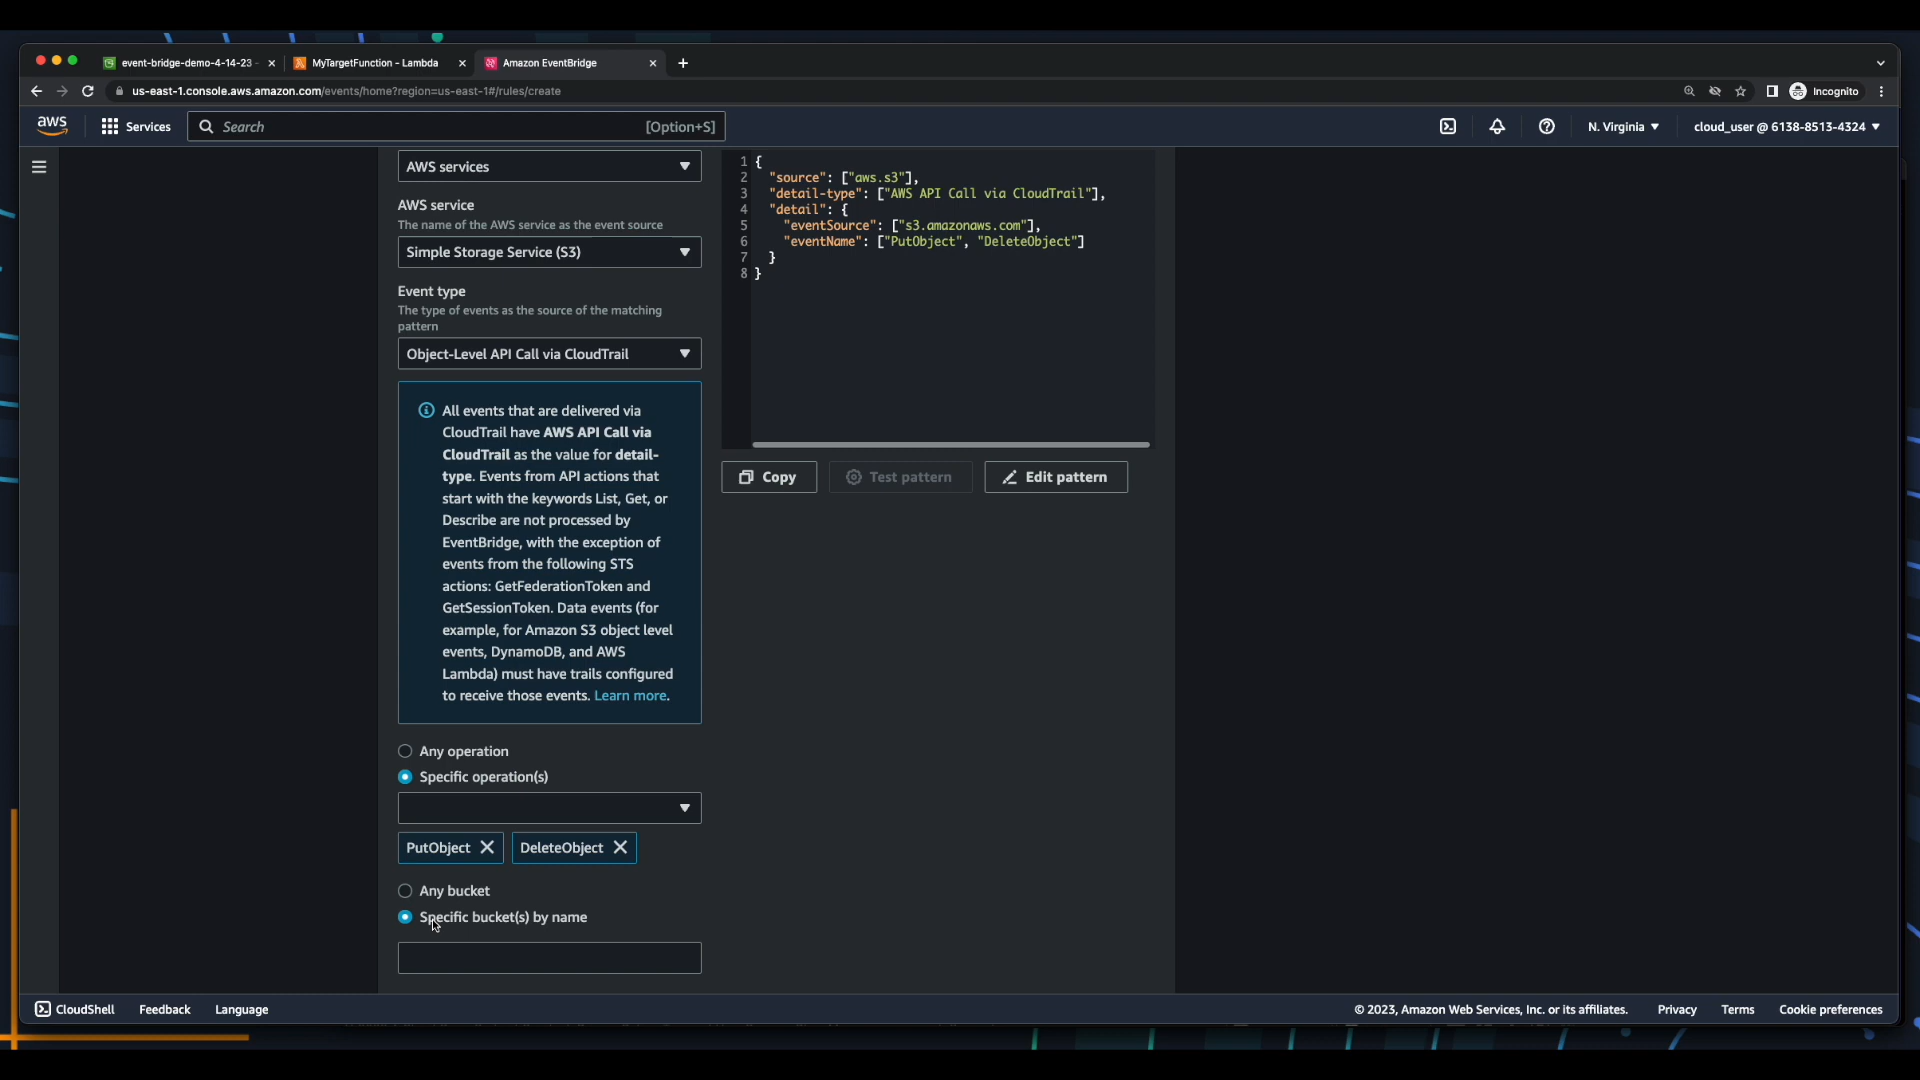 event-bridge-demo-4-14-23 -
MyTargetFunction - Lambda
Amazon EventBridge
us-east-1.console.aws.amazon.com/events/home?region=us-east-1#/rules/create
Incognito
aws
Services
Search
[Option+S]
N. Virginia
cloud_user @ 6138-8513-4324
AWS services
AWS service
The name of the AWS service as the event source
Simple Storage Service (S3)
Event type
The type of events as the source of the matching
pattern
Object-Level API Call via CloudTrail
All events that are delivered via
CloudTrail have AWS API Call via
CloudTrail as the value for detail-
type. Events from API actions that
start with the keywords List, Get, or
Describe are not processed by
EventBridge, with the exception of
events from the following STS
actions: GetFederationToken and
GetSessionToken. Data events (for
example, for Amazon S3 object level
events, DynamoDB, and AWS
Lambda) must have trails configured
to receive those events. Learn more.
Any operation
Specific operation(s)
PutObject
DeleteObject
Any bucket
Specific bucket(s) by name
1 {
2 "source": ["aws.s3"],
3 "detail-type": ["AWS API Call via CloudTrail"],
4 "detail": {
5 "eventSource": ["s3.amazonaws.com"],
6 "eventName": ["PutObject", "DeleteObject"]
7 }
8 }
Copy
Test pattern
Edit pattern
CloudShell
Feedback
Language
© 2023, Amazon Web Services, Inc. or its affiliates.
Privacy
Terms
Cookie preferences